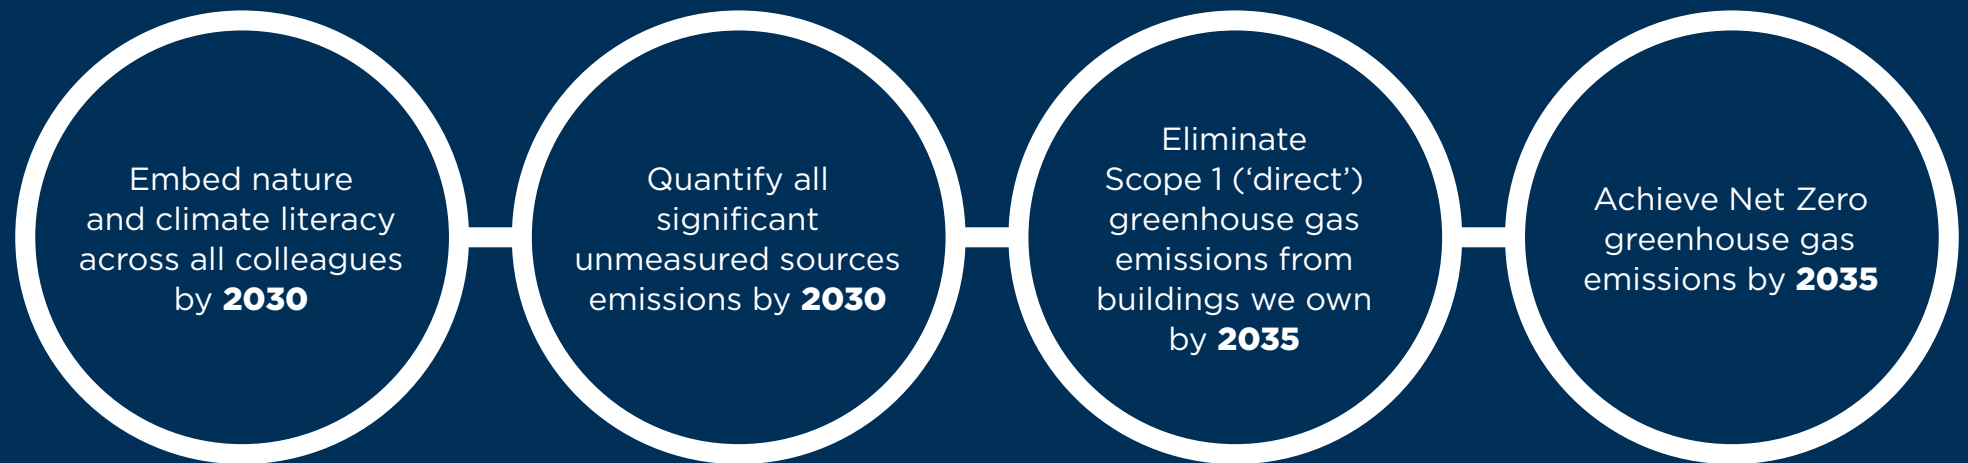 Embed nature
and climate literacy
across all colleagues
by 2030
Quantify all
significant
unmeasured sources
emissions by 2030
Eliminate
Scope 1 (‘direct’)
greenhouse gas
emissions from
buildings we own
by 2035
Achieve Net Zero
greenhouse gas
emissions by 2035